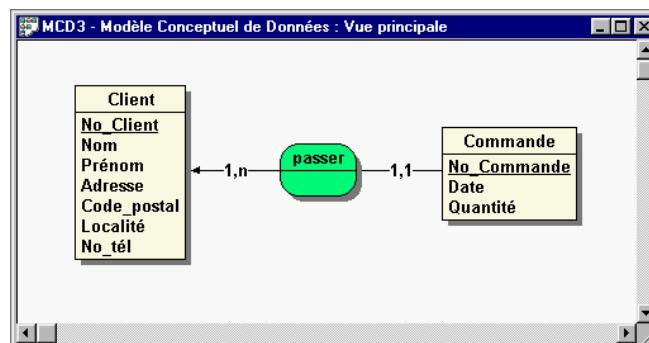 MCD3 - Modèle Conceptuel de Données : Vue principale
Client
No_Client
Nom
Prénom
Adresse
Code_postal
Localité
No_tél
1,n
passer
1,1
Commande
No_Commande
Date
Quantité